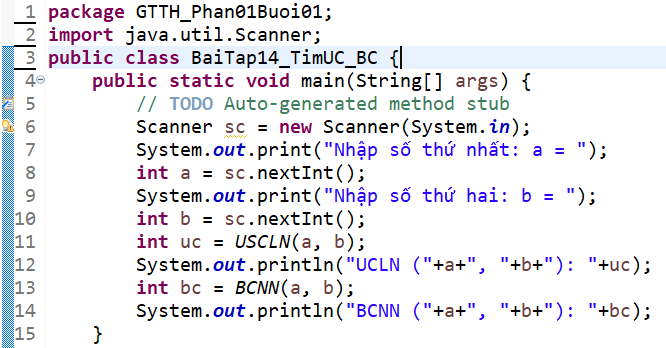 1 package GTTH_Phan01Buoi01;
2 import java.util.Scanner;
3 public class BaiTap14_TimUC_BC {
4 public static void main(String[] args) {
5 // TODO Auto-generated method stub
6 Scanner sc = new Scanner(System.in);
7 System.out.print("Nhập số thứ nhất: a = ");
8 int a = sc.nextInt();
9 System.out.print("Nhập số thứ hai: b = ");
10 int b = sc.nextInt();
11 int uc = USCLN(a, b);
12 System.out.println("UCLN ("+a+", "+b+"): "+uc);
13 int bc = BCNN(a, b);
14 System.out.println("BCNN ("+a+", "+b+"): "+bc);
15 }